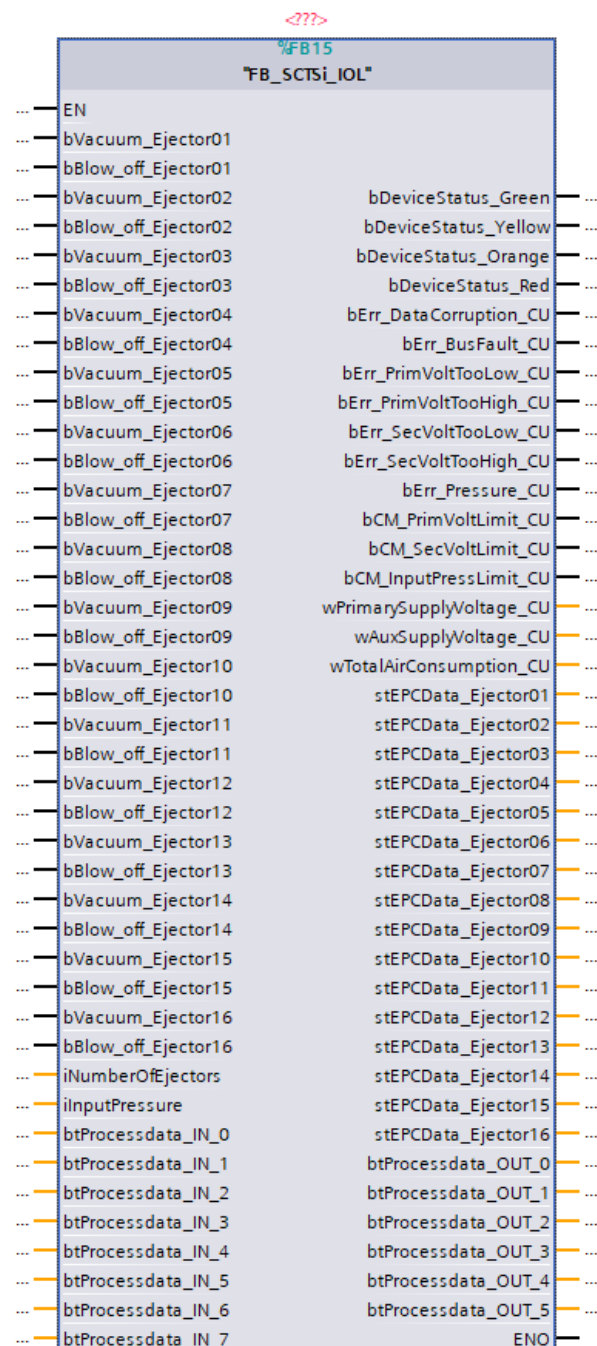 <???>
%FB15
"FB_SCTSi_IOL"
... EN
... bVacuum_Ejector01
... bBlow_off_Ejector01
... bVacuum_Ejector02 bDeviceStatus_Green ...
... bBlow_off_Ejector02 bDeviceStatus_Yellow ...
... bVacuum_Ejector03 bDeviceStatus_Orange ...
... bBlow_off_Ejector03 bDeviceStatus_Red ...
... bVacuum_Ejector04 bErr_DataCorruption_CU ...
... bBlow_off_Ejector04 bErr_BusFault_CU ...
... bVacuum_Ejector05 bErr_PrimVoltTooLow_CU ...
... bBlow_off_Ejector05 bErr_PrimVoltTooHigh_CU ...
... bVacuum_Ejector06 bErr_SecVoltTooLow_CU ...
... bBlow_off_Ejector06 bErr_SecVoltTooHigh_CU ...
... bVacuum_Ejector07 bErr_Pressure_CU ...
... bBlow_off_Ejector07 bCM_PrimVoltLimit_CU ...
... bVacuum_Ejector08 bCM_SecVoltLimit_CU ...
... bBlow_off_Ejector08 bCM_InputPressLimit_CU ...
... bVacuum_Ejector09 wPrimarySupplyVoltage_CU ...
... bBlow_off_Ejector09 wAuxSupplyVoltage_CU ...
... bVacuum_Ejector10 wTotalAirConsumption_CU ...
... bBlow_off_Ejector10 stEPCData_Ejector01 ...
... bVacuum_Ejector11 stEPCData_Ejector02 ...
... bBlow_off_Ejector11 stEPCData_Ejector03 ...
... bVacuum_Ejector12 stEPCData_Ejector04 ...
... bBlow_off_Ejector12 stEPCData_Ejector05 ...
... bVacuum_Ejector13 stEPCData_Ejector06 ...
... bBlow_off_Ejector13 stEPCData_Ejector07 ...
... bVacuum_Ejector14 stEPCData_Ejector08 ...
... bBlow_off_Ejector14 stEPCData_Ejector09 ...
... bVacuum_Ejector15 stEPCData_Ejector10 ...
... bBlow_off_Ejector15 stEPCData_Ejector11 ...
... bVacuum_Ejector16 stEPCData_Ejector12 ...
... bBlow_off_Ejector16 stEPCData_Ejector13 ...
... iNumberOfEjectors stEPCData_Ejector14 ...
... iInputPressure stEPCData_Ejector15 ...
... btProcessdata_IN_0 stEPCData_Ejector16 ...
... btProcessdata_IN_1 btProcessdata_OUT_0 ...
... btProcessdata_IN_2 btProcessdata_OUT_1 ...
... btProcessdata_IN_3 btProcessdata_OUT_2 ...
... btProcessdata_IN_4 btProcessdata_OUT_3 ...
... btProcessdata_IN_5 btProcessdata_OUT_4 ...
... btProcessdata_IN_6 btProcessdata_OUT_5 ...
... btProcessdata_IN_7 ENO